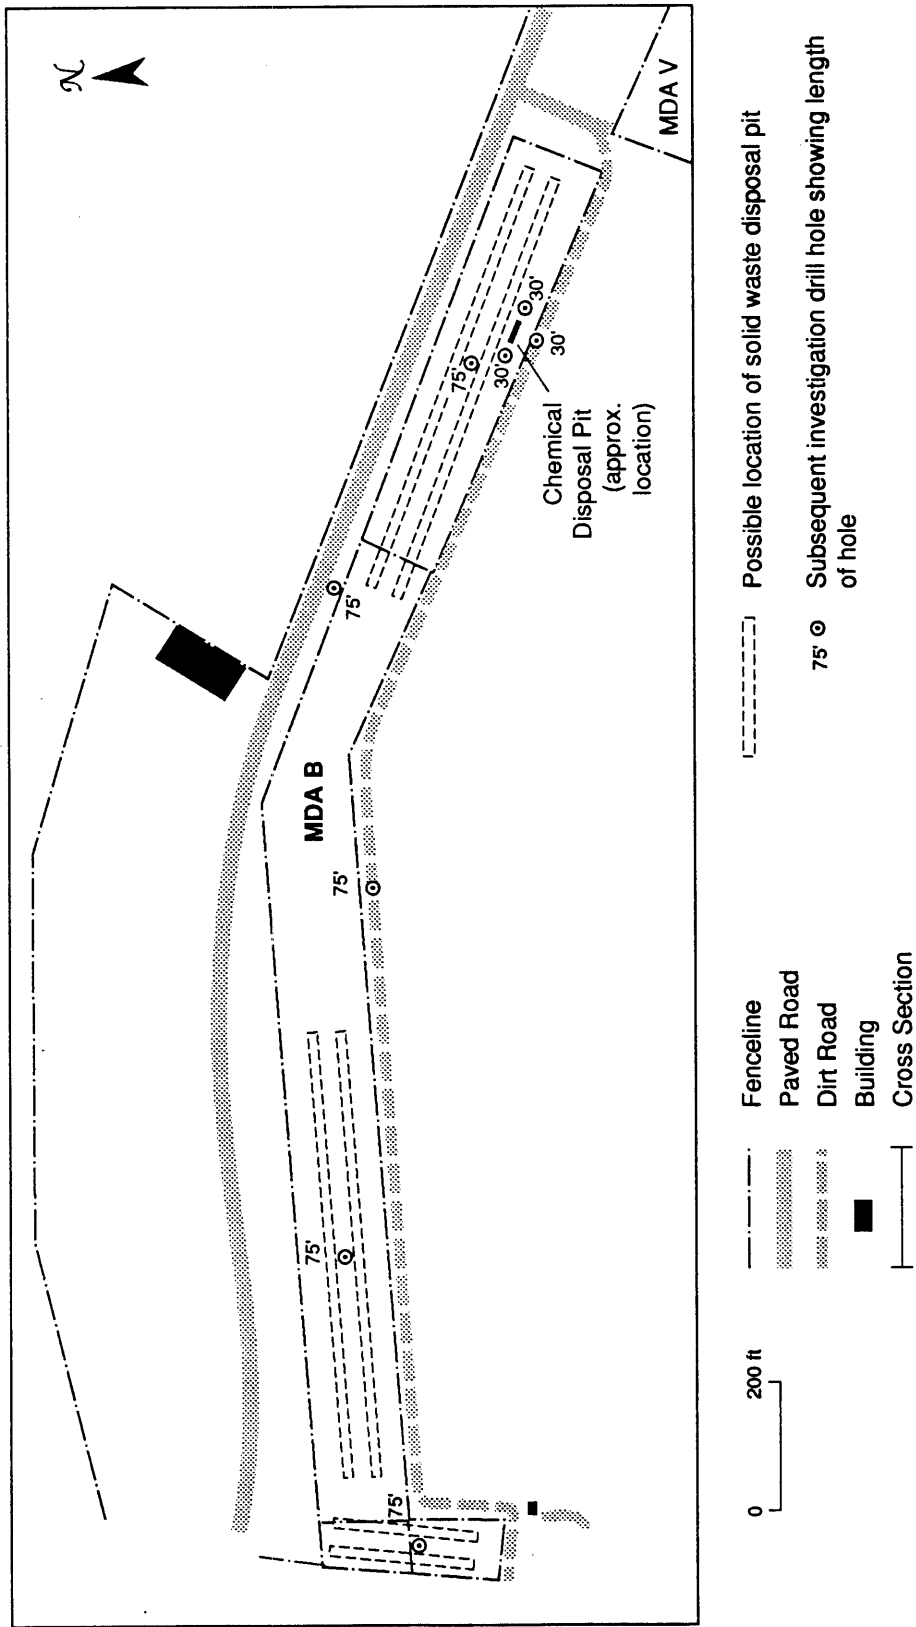 N
MDA V
75'
30'
30'
30'
Chemical
Disposal Pit
(approx.
location)
75'
MDA B
75'
75'
75'
0
200 ft
Fenceline
Paved Road
Dirt Road
Building
Cross Section
Possible location of solid waste disposal pit
75' Subsequent investigation drill hole showing length
of hole